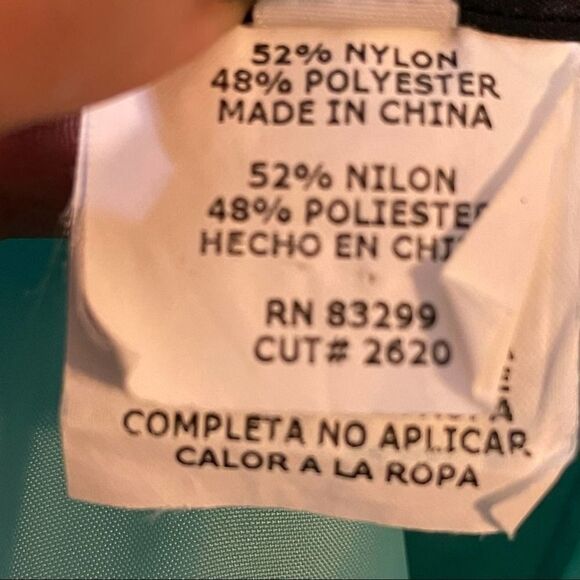 52% NYLON
48% POLYESTER
MADE IN CHINA
52% NILON
48% POLIESTE
HECHO EN CHI
RN 83299
CUT# 2620
A
COMPLETA NO APLICAR
CALOR A LA ROPA